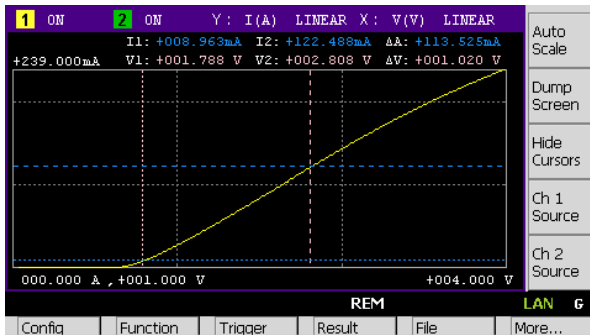 1 ON 2 ON Y: I(A) LINEAR X: V(V) LINEAR
I1: +008.963mA I2: +122.488mA ΔA: +113.525mA
+239.000mA V1: +001.788 V V2: +002.808 V ΔV: +001.020 V
000.000 A ,+001.000 V +004.000 V
Auto
Scale
Dump
Screen
Hide
Cursors
Ch 1
Source
Ch 2
Source
REM LAN G
Config Function Trigger Result File More...